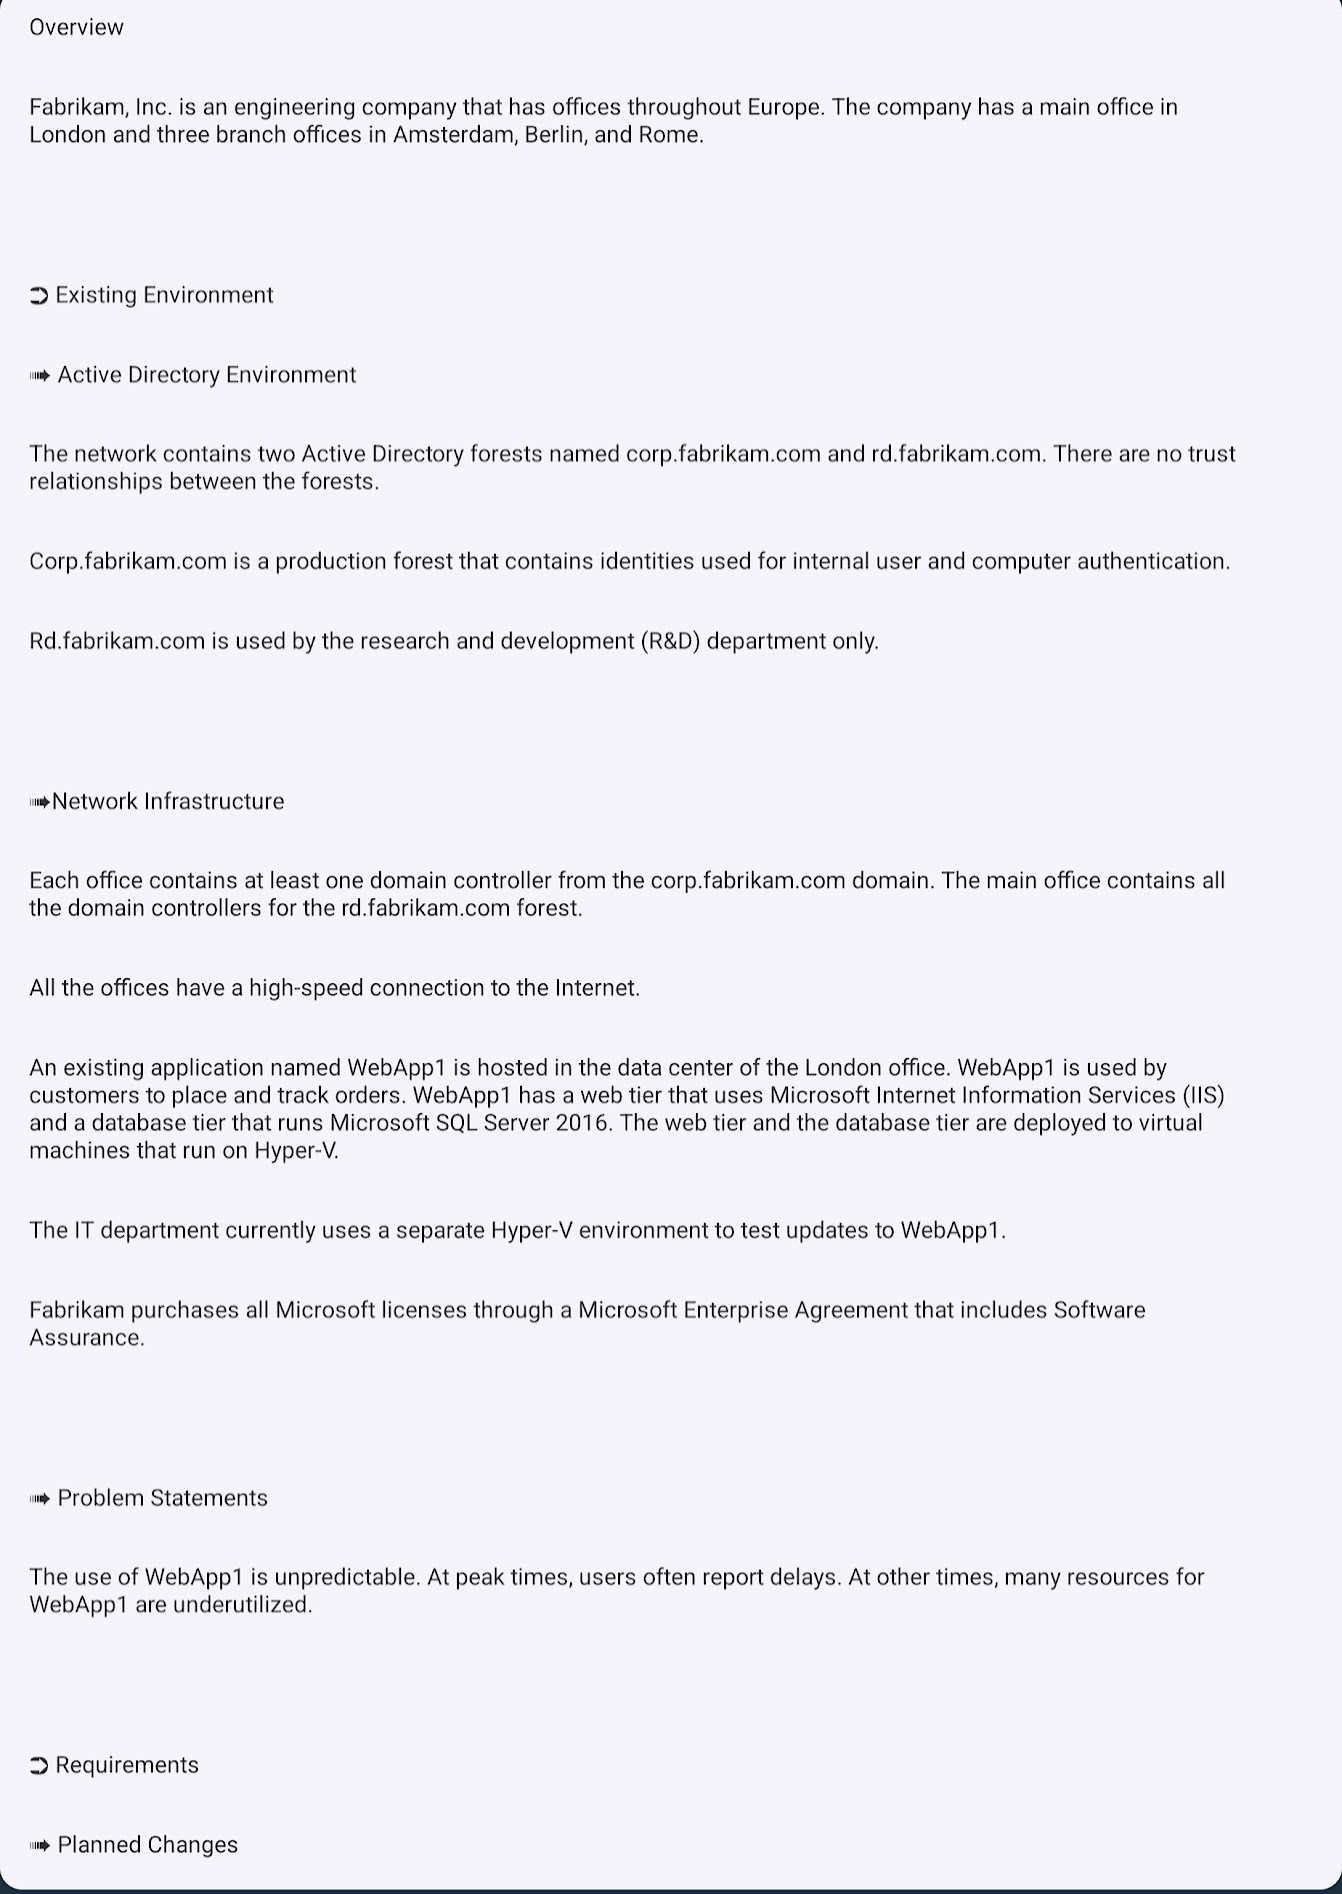 Overview
Fabrikam, Inc. is an engineering company that has offices throughout Europe. The company has a main office in
London and three branch offices in Amsterdam, Berlin, and Rome.
➲ Existing Environment
➟ Active Directory Environment
The network contains two Active Directory forests named corp.fabrikam.com and rd.fabrikam.com. There are no trust
relationships between the forests.
Corp.fabrikam.com is a production forest that contains identities used for internal user and computer authentication.
Rd.fabrikam.com is used by the research and development (R&D) department only.
➟Network Infrastructure
Each office contains at least one domain controller from the corp.fabrikam.com domain. The main office contains all
the domain controllers for the rd.fabrikam.com forest.
All the offices have a high-speed connection to the Internet.
An existing application named WebApp1 is hosted in the data center of the London office. WebApp1 is used by
customers to place and track orders. WebApp1 has a web tier that uses Microsoft Internet Information Services (IIS)
and a database tier that runs Microsoft SQL Server 2016. The web tier and the database tier are deployed to virtual
machines that run on Hyper-V.
The IT department currently uses a separate Hyper-V environment to test updates to WebApp1.
Fabrikam purchases all Microsoft licenses through a Microsoft Enterprise Agreement that includes Software
Assurance.
➟ Problem Statements
The use of WebApp1 is unpredictable. At peak times, users often report delays. At other times, many resources for
WebApp1 are underutilized.
➲ Requirements
➟ Planned Changes